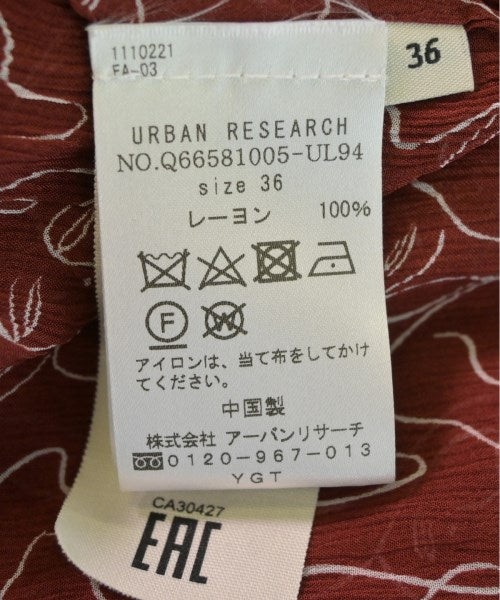 1110221
FA-03
36
URBAN RESEARCH
NO.Q66581005-UL94
size 36
レーヨン 100%
F W
アイロンは、当て布をしてかけ
てください。
中国製
株式会社 アーバンリサーチ
0120-967-013
YGT
CA30427
EAC